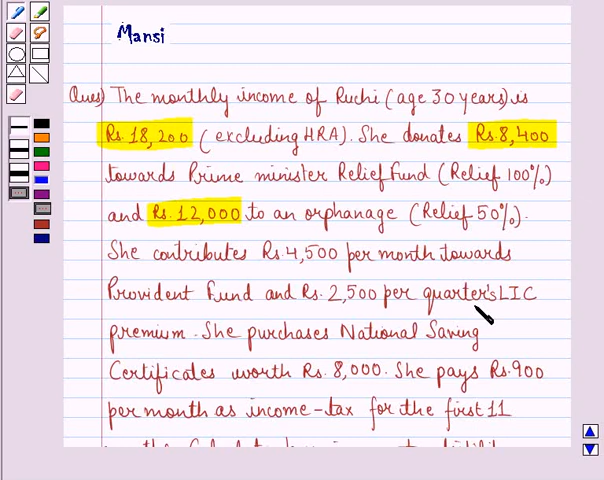 Mansi
Ques) The monthly income of Ruchi (age 30 years) is
Rs. 18,200 (excluding HRA). She donates Rs. 8,400
towards Prime minister Relief Fund (Relief 100%)
and Rs. 12,000 to an orphanage (Relief 50%).
She contributes Rs. 4,500 per month towards
Provident Fund and Rs. 2,500 per quarter's LIC
premium. She purchases National Saving
Certificates worth Rs. 8,000. She pays Rs. 900
per month as income-tax for the first 11